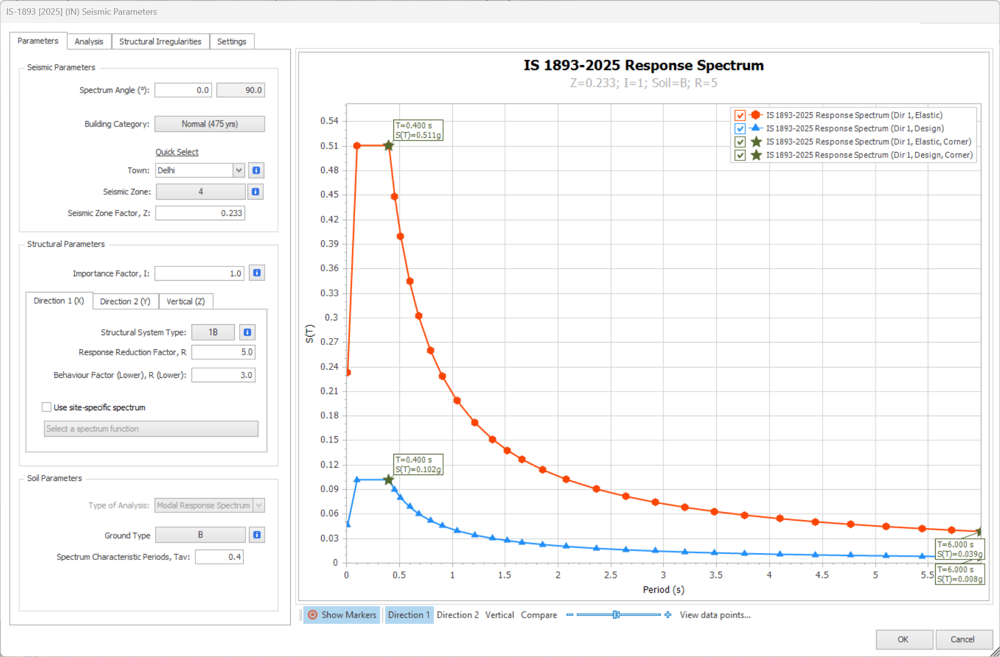 IS-1893 [2025] (IN) Seismic Parameters
Parameters
Analysis
Structural Irregularities
Settings
Seismic Parameters
Spectrum Angle (º): 0.0 90.0
Building Category: Normal (475 yrs)
Quick Select
Town: Delhi
Seismic Zone: 4
Seismic Zone Factor, Z: 0.233
Structural Parameters
Importance Factor, I: 1.0
Direction 1 (X)
Direction 2 (Y)
Vertical (Z)
Structural System Type: 1B
Response Reduction Factor, R 5.0
Behaviour Factor (Lower), R (Lower): 3.0
Use site-specific spectrum
Select a spectrum function
Soil Parameters
Type of Analysis: Modal Response Spectrum
Ground Type B
Spectrum Characteristic Periods, Tav: 0.4
IS 1893-2025 Response Spectrum
Z=0.233; I=1; Soil=B; R=5
IS 1893-2025 Response Spectrum (Dir 1, Elastic)
IS 1893-2025 Response Spectrum (Dir 1, Design)
IS 1893-2025 Response Spectrum (Dir 1, Elastic, Corner)
IS 1893-2025 Response Spectrum (Dir 1, Design, Corner)
T=0.400 s
S(T)=0.511g
T=0.400 s
S(T)=0.102g
T=6.000 s
S(T)=0.039g
T=6.000 s
S(T)=0.008g
S(T)
0.54
0.51
0.48
0.45
0.42
0.39
0.36
0.33
0.3
0.27
0.24
0.21
0.18
0.15
0.12
0.09
0.06
0.03
0
0 0.5 1 1.5 2 2.5 3 3.5 4 4.5 5 5.5
Period (s)
Show Markers
Direction 1
Direction 2
Vertical
Compare
View data points...
OK
Cancel